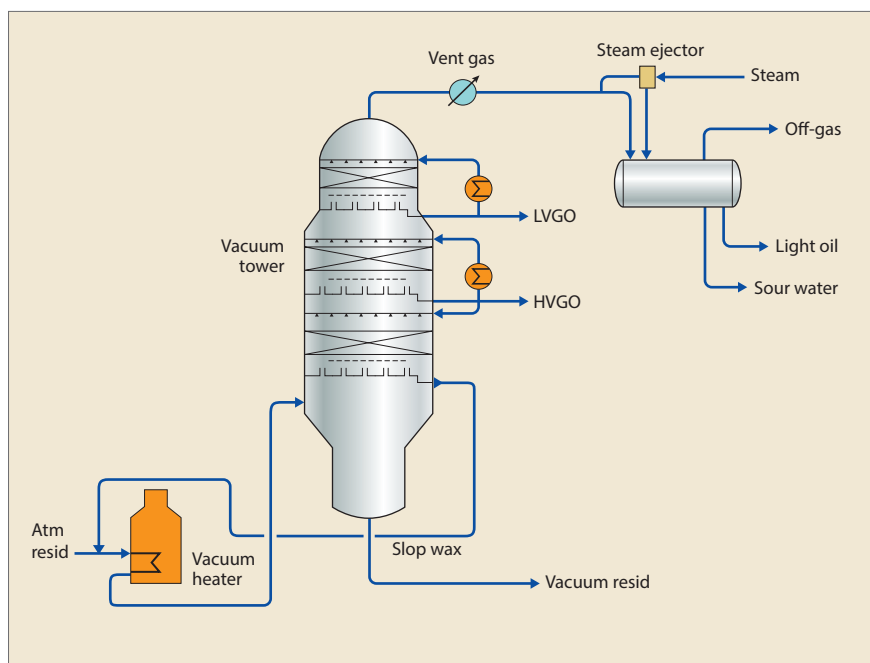 Steam ejector
Vent gas
Steam
Off-gas
LVGO
Vacuum
tower
Light oil
Sour water
HVGO
Atm
resid
Slop wax
Vacuum
heater
Vacuum resid